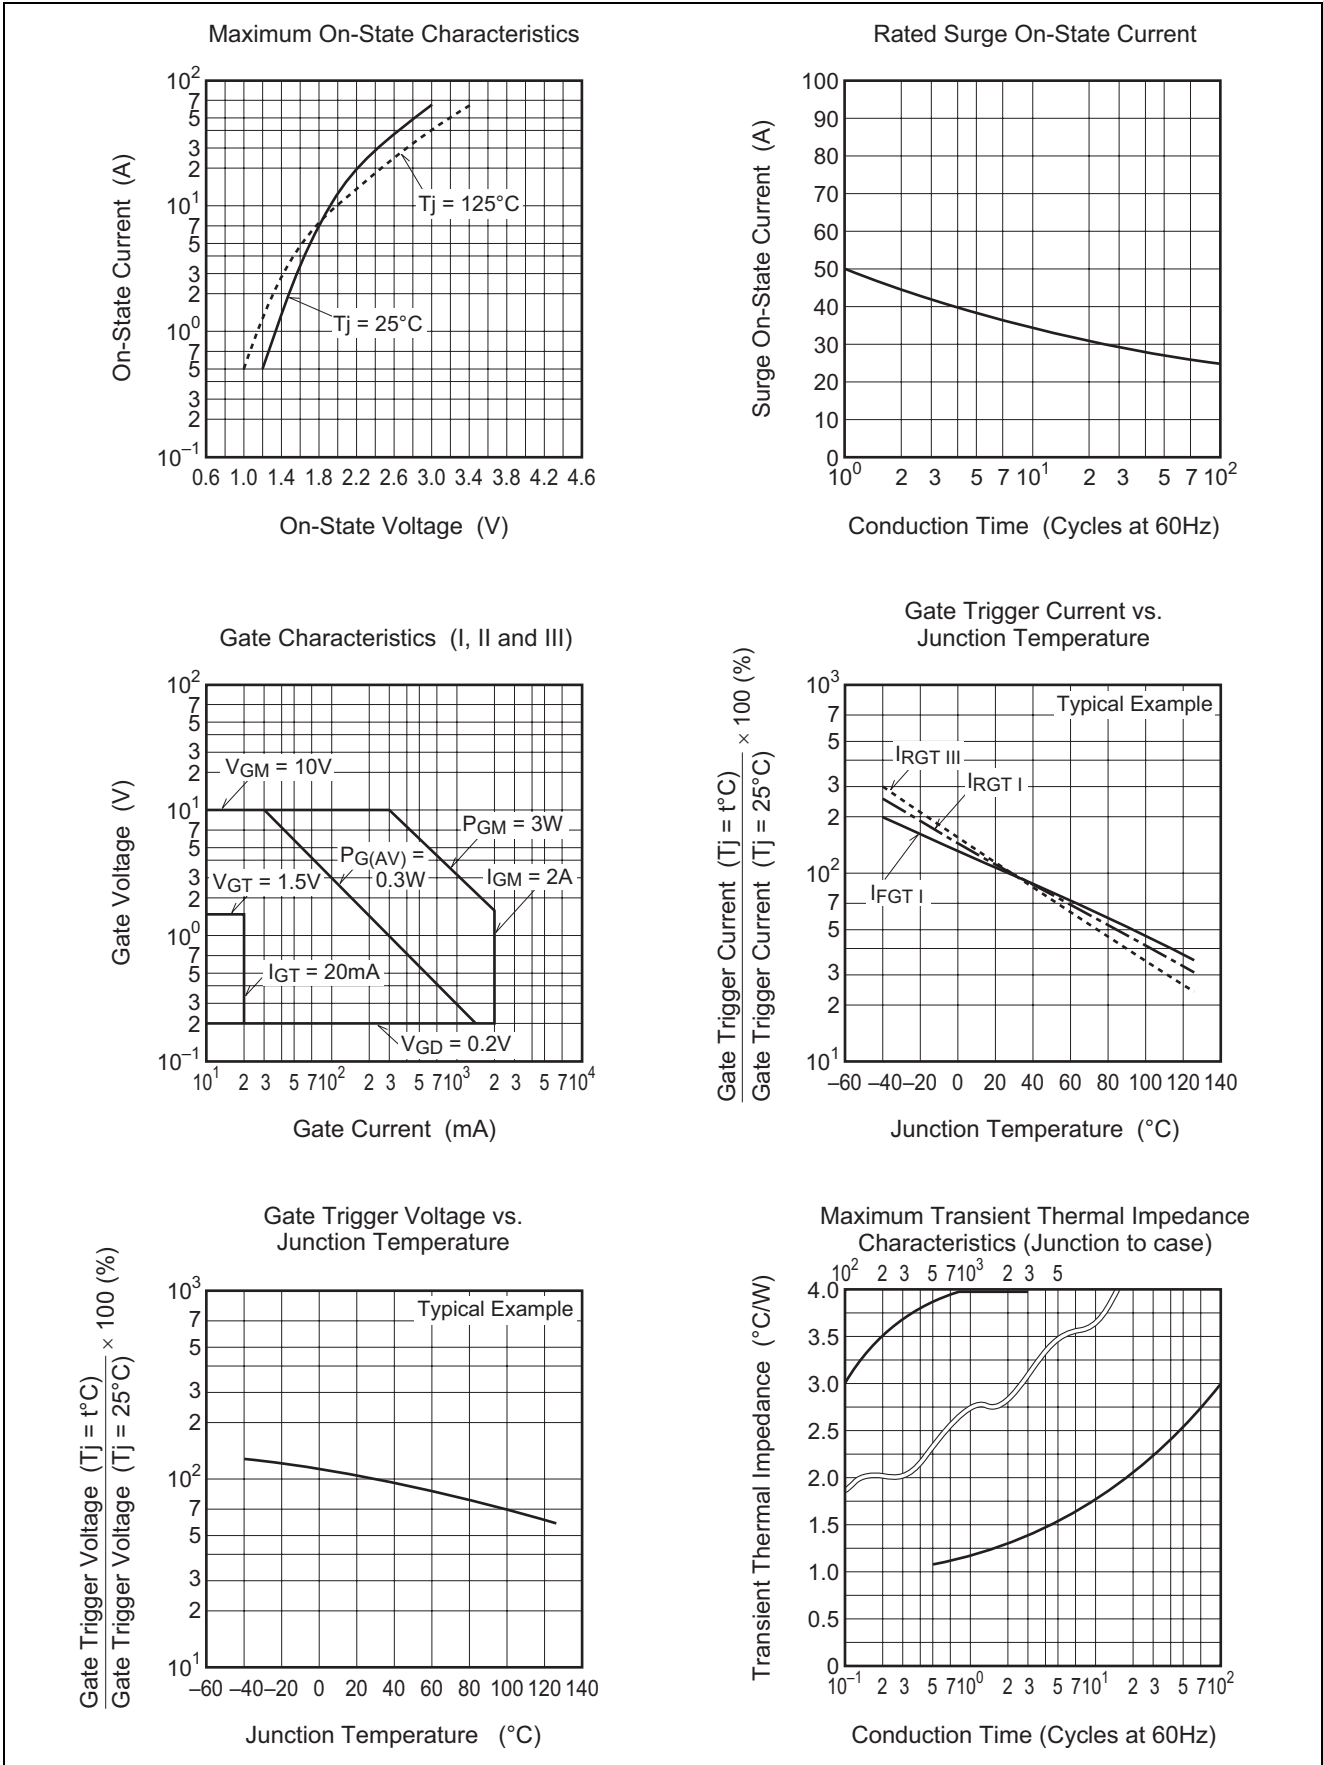 Maximum On-State Characteristics
10² 7 5 3 2 10¹ 7 5 3 2 10⁰ 7 5 3 2 10⁻¹
On-State Current (A)
Tj = 125°C
Tj = 25°C
0.6 1.0 1.4 1.8 2.2 2.6 3.0 3.4 3.8 4.2 4.6
On-State Voltage (V)
Rated Surge On-State Current
100 90 80 70 60 50 40 30 20 10 0
Surge On-State Current (A)
10⁰ 2 3 5 7 10¹ 2 3 5 7 10²
Conduction Time (Cycles at 60Hz)
Gate Characteristics (I, II and III)
10² 7 5 3 2 10¹ 7 5 3 2 10⁰ 7 5 3 2 10⁻¹
Gate Voltage (V)
VGM = 10V
PGM = 3W
PG(AV) =
0.3W
VGT = 1.5V
IGM = 2A
IGT = 20mA
VGD = 0.2V
10¹ 2 3 5 7 10² 2 3 5 7 10³ 2 3 5 7 10⁴
Gate Current (mA)
Gate Trigger Current vs.
Junction Temperature
Gate Trigger Current (Tj = t°C)
Gate Trigger Current (Tj = 25°C)
× 100 (%)
10³ 7 5 3 2 10² 7 5 3 2 10¹
Typical Example
IRGT III
IRGT I
IFGT I
–60 –40 –20 0 20 40 60 80 100 120 140
Junction Temperature (°C)
Gate Trigger Voltage vs.
Junction Temperature
Gate Trigger Voltage (Tj = t°C)
Gate Trigger Voltage (Tj = 25°C)
× 100 (%)
10³ 7 5 3 2 10² 7 5 3 2 10¹
Typical Example
–60 –40 –20 0 20 40 60 80 100 120 140
Junction Temperature (°C)
Maximum Transient Thermal Impedance
Characteristics (Junction to case)
10² 2 3 5 7 10³ 2 3 5
4.0 3.5 3.0 2.5 2.0 1.5 1.0 0.5 0
Transient Thermal Impedance (°C/W)
10⁻¹ 2 3 5 7 10⁰ 2 3 5 7 10¹ 2 3 5 7 10²
Conduction Time (Cycles at 60Hz)